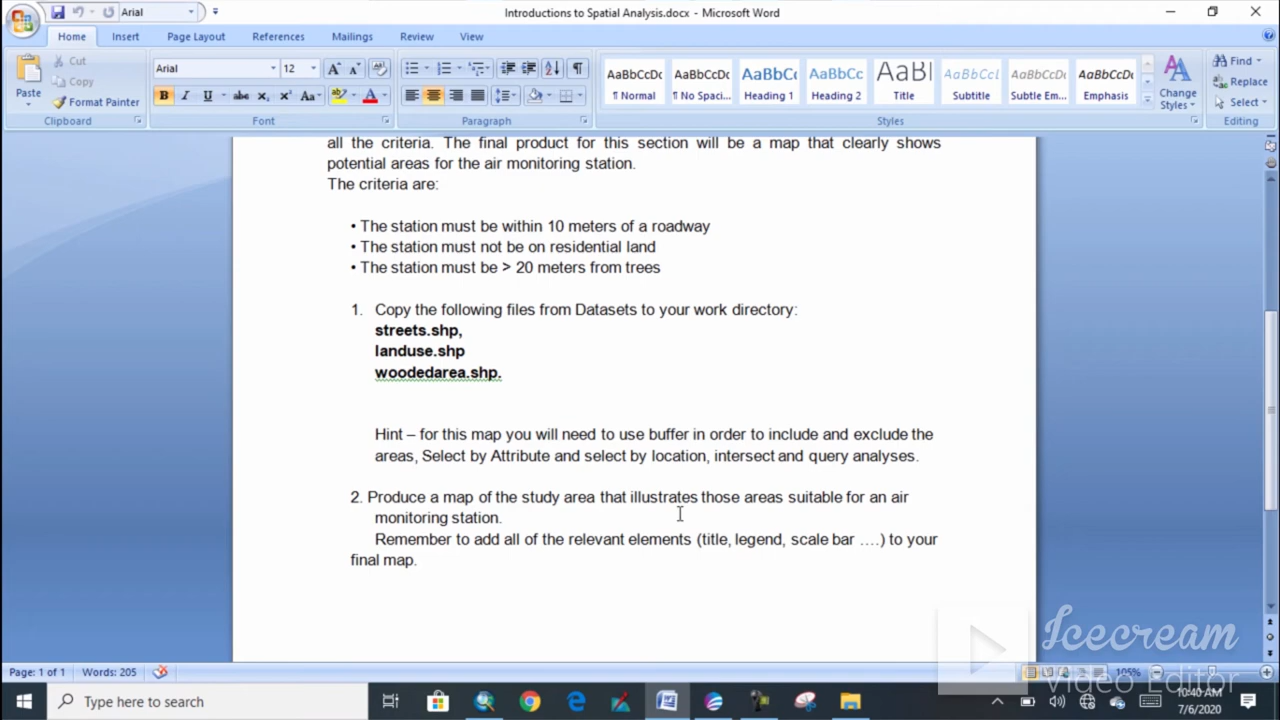 Arial
Introductions to Spatial Analysis.docx - Microsoft Word
Home Insert Page Layout References Mailings Review View
Cut
Copy
Paste
Format Painter
Clipboard
Arial 12
B I U abc x² Aa
Font
Paragraph
AaBbCcDc AaBbCcDc AaBbCc AaBbCc AaBl AaBbCcl AaBbCcDc AaBbCcDc
¶ Normal ¶ No Spaci... Heading 1 Heading 2 Title Subtitle Subtle Em... Emphasis
Change Styles
Styles
Find
Replace
Select
Editing
all the criteria. The final product for this section will be a map that clearly shows
potential areas for the air monitoring station.
The criteria are:
• The station must be within 10 meters of a roadway
• The station must not be on residential land
• The station must be > 20 meters from trees
1. Copy the following files from Datasets to your work directory:
streets.shp,
landuse.shp
woodedarea.shp.
Hint – for this map you will need to use buffer in order to include and exclude the
areas, Select by Attribute and select by location, intersect and query analyses.
2. Produce a map of the study area that illustrates those areas suitable for an air
monitoring station.
Remember to add all of the relevant elements (title, legend, scale bar ….) to your
final map.
Icecream
Video Editor
Page: 1 of 1 Words: 205
105%
Type here to search
10:40 AM
7/6/2020